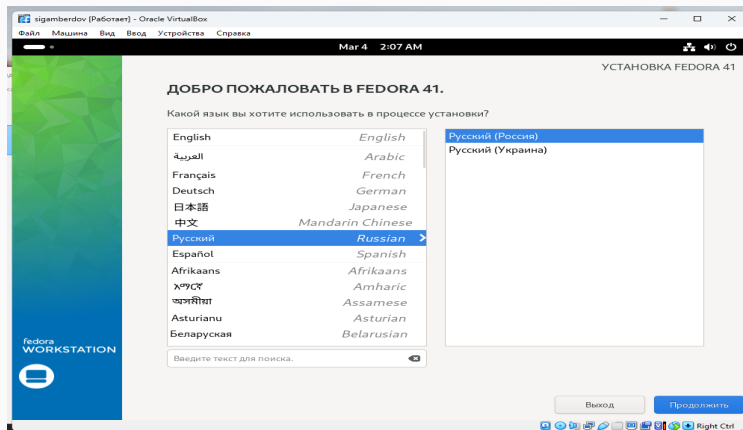 sigamberdov [Работает] - Oracle VirtualBox
Файл Машина Вид Ввод Устройства Справка
Mar 4 2:07 AM
УСТАНОВКА FEDORA 41
ДОБРО ПОЖАЛОВАТЬ В FEDORA 41.
Какой язык вы хотите использовать в процессе установки?
English English
العربية Arabic
Français French
Deutsch German
日本語 Japanese
中文 Mandarin Chinese
Русский Russian
Español Spanish
Afrikaans Afrikaans
አማርኛ Amharic
অসমীয়া Assamese
Asturianu Asturian
Беларуская Belarusian
Введите текст для поиска.
Русский (Россия)
Русский (Украина)
fedora
WORKSTATION
Выход
Продолжить
Right Ctrl